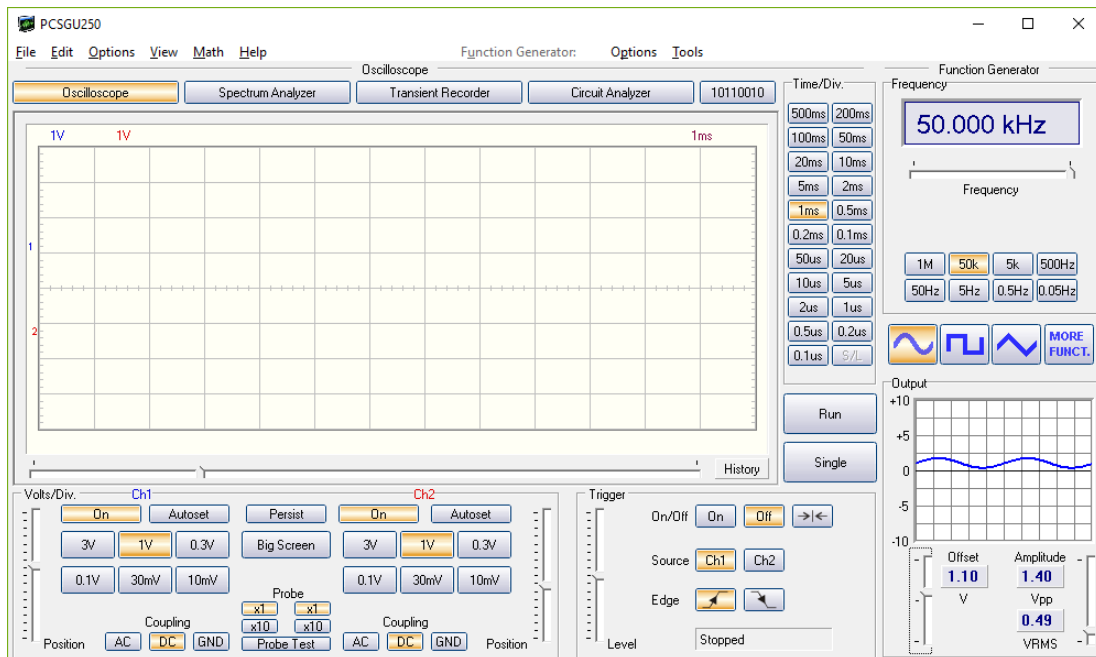 PCSGU250
File Edit Options View Math Help Function Generator: Options Tools
Oscilloscope
Oscilloscope Spectrum Analyzer Transient Recorder Circuit Analyzer 10110010
1V 1V 1ms
1
2
History
Time/Div.
500ms 200ms
100ms 50ms
20ms 10ms
5ms 2ms
1ms 0.5ms
0.2ms 0.1ms
50us 20us
10us 5us
2us 1us
0.5us 0.2us
0.1us S/L
Run
Single
Function Generator
Frequency
50.000 kHz
Frequency
1M 50k 5k 500Hz
50Hz 5Hz 0.5Hz 0.05Hz
MORE
FUNCT.
Output
+10
+5
0
-5
-10
Offset Amplitude
1.10 1.40
V Vpp
0.49
VRMS
Volts/Div. Ch1 Ch2
On Autoset Persist On Autoset
3V 1V 0.3V Big Screen 3V 1V 0.3V
0.1V 30mV 10mV 0.1V 30mV 10mV
Probe
x1 x1
Coupling x10 x10 Coupling
Position AC DC GND Probe Test AC DC GND Position
Trigger
On/Off On Off
Source Ch1 Ch2
Edge
Level Stopped